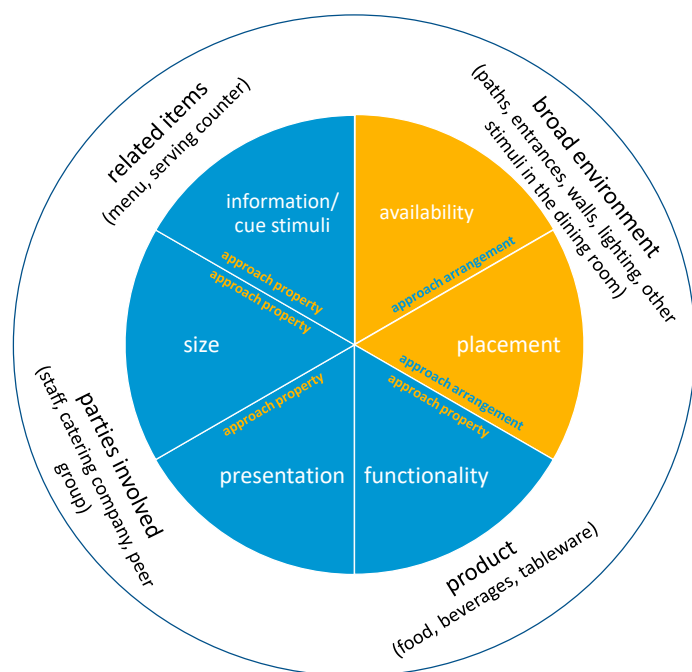 related items
(menu, serving counter)
broad environment
(paths, entrances, walls, lighting, other
stimuli in the dining room)
information/
cue stimuli
availability
approach property
approach property
approach arrangement
size
placement
approach property
approach arrangement
approach property
presentation
functionality
parties involved
(staff, catering company, peer
group)
product
(food, beverages, tableware)